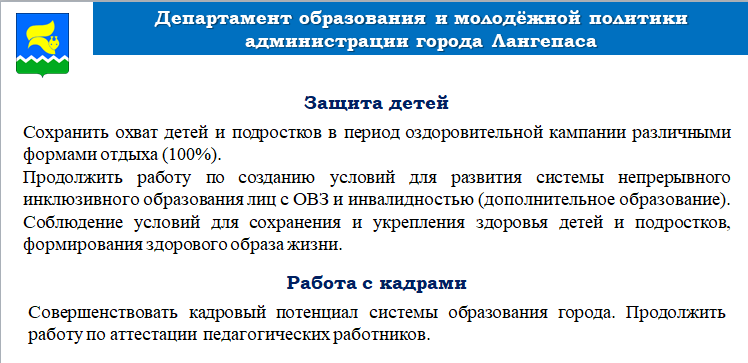 Департамент образования и молодёжной политики
администрации города Лангепаса
Защита детей
Сохранить охват детей и подростков в период оздоровительной кампании различными
формами отдыха (100%).
Продолжить работу по созданию условий для развития системы непрерывного
инклюзивного образования лиц с ОВЗ и инвалидностью (дополнительное образование).
Соблюдение условий для сохранения и укрепления здоровья детей и подростков,
формирования здорового образа жизни.
Работа с кадрами
Совершенствовать кадровый потенциал системы образования города. Продолжить
работу по аттестации педагогических работников.